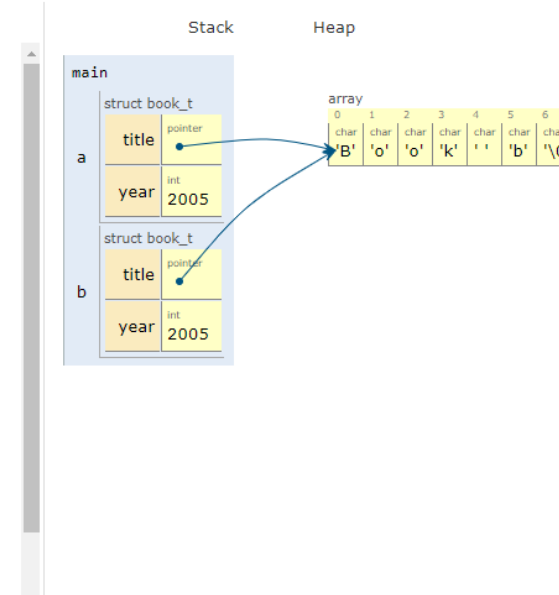 Stack Heap
main
struct book_t
array
0 1 2 3 4 5 6
title pointer
char char char char char char
'B' 'o' 'o' 'k' ' ' 'b'
a
year int
2005
struct book_t
title pointer
b
year int
2005